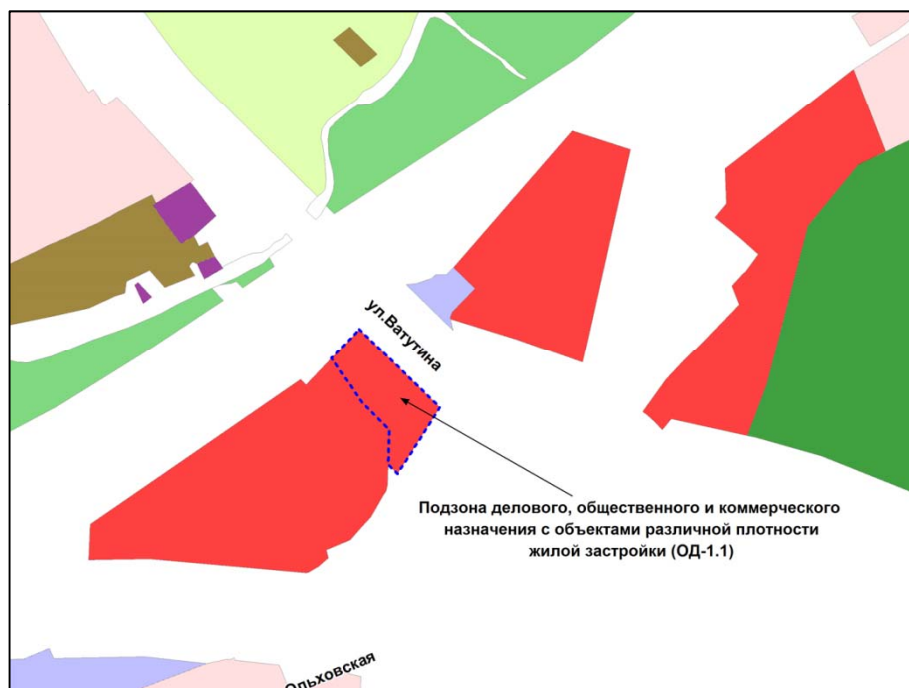 ул.Ватутина
Подзона делового, общественного и коммерческого
назначения с объектами различной плотности
жилой застройки (ОД-1.1)
Ольховская